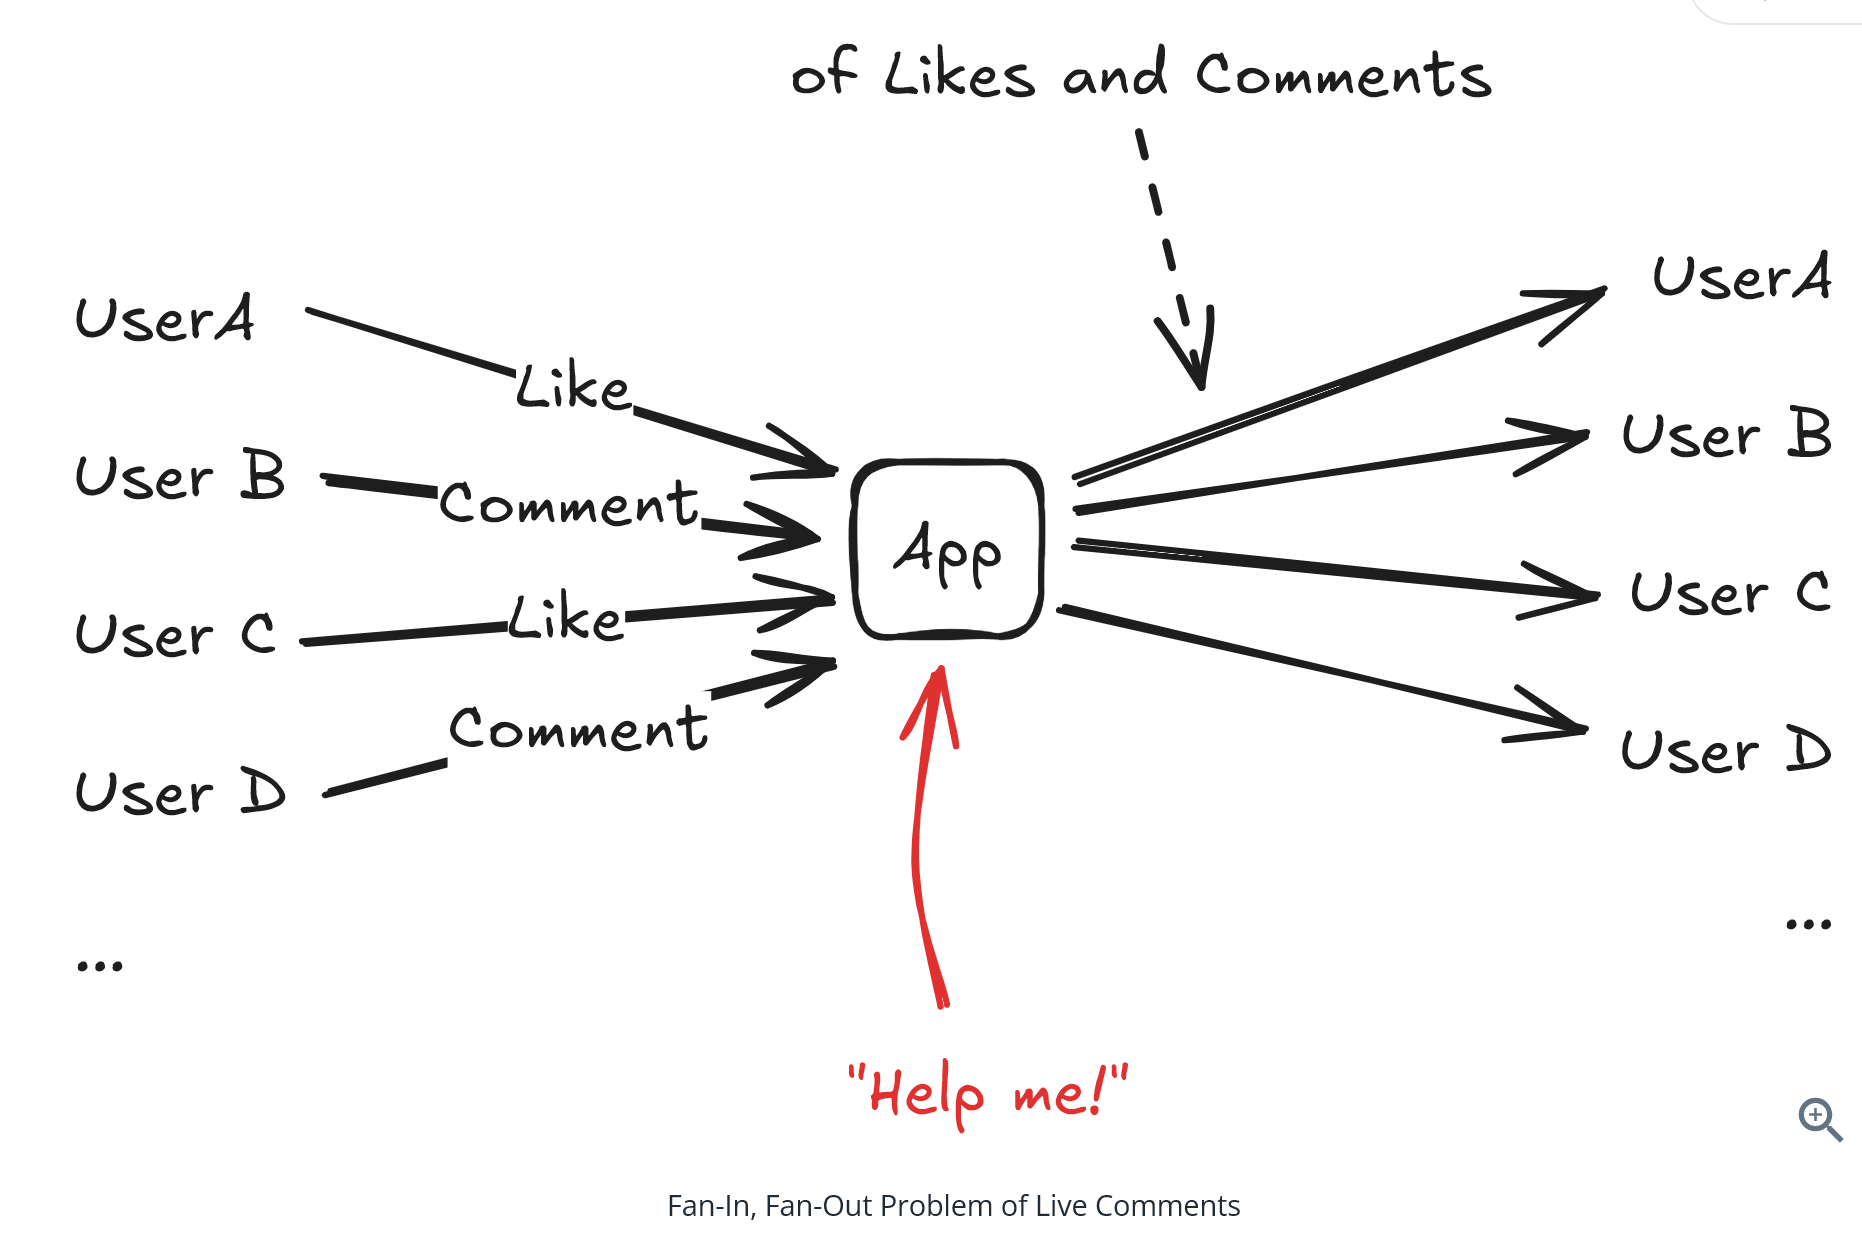 of Likes and Comments
UserA
Like
User B
Comment
User C
Like
User D
Comment
...
App
UserA
User B
User C
User D
...
"Help me!"
Fan-In, Fan-Out Problem of Live Comments